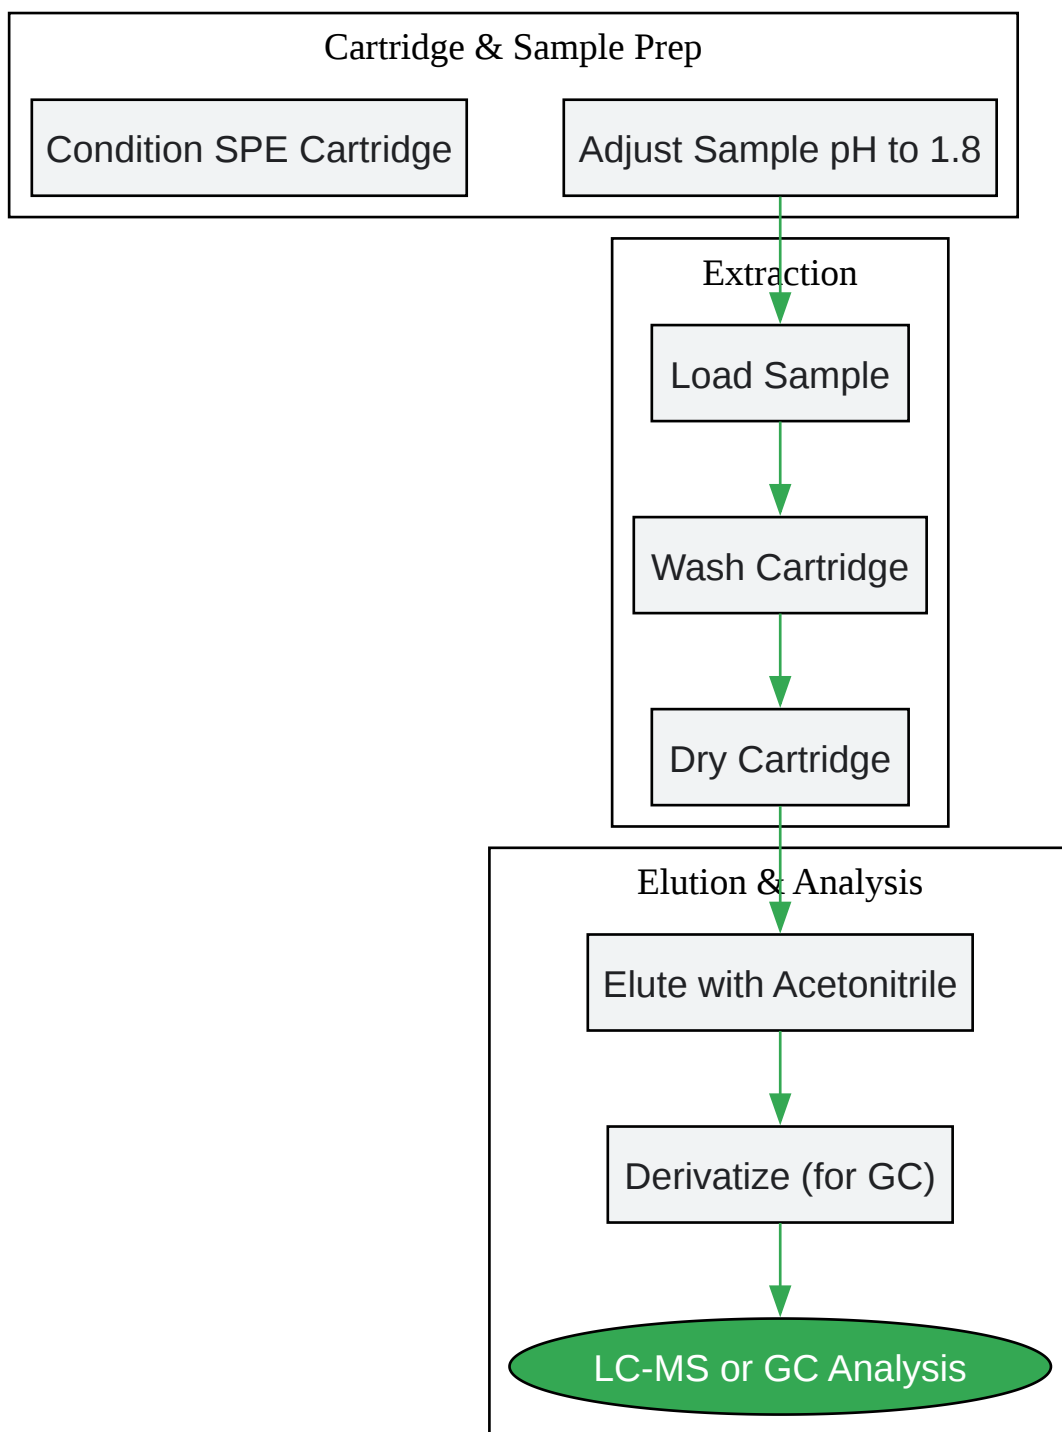 Cartridge & Sample Prep
Condition SPE Cartridge
Adjust Sample pH to 1.8
Extraction
Load Sample
Wash Cartridge
Dry Cartridge
Elution & Analysis
Elute with Acetonitrile
Derivatize (for GC)
LC-MS or GC Analysis